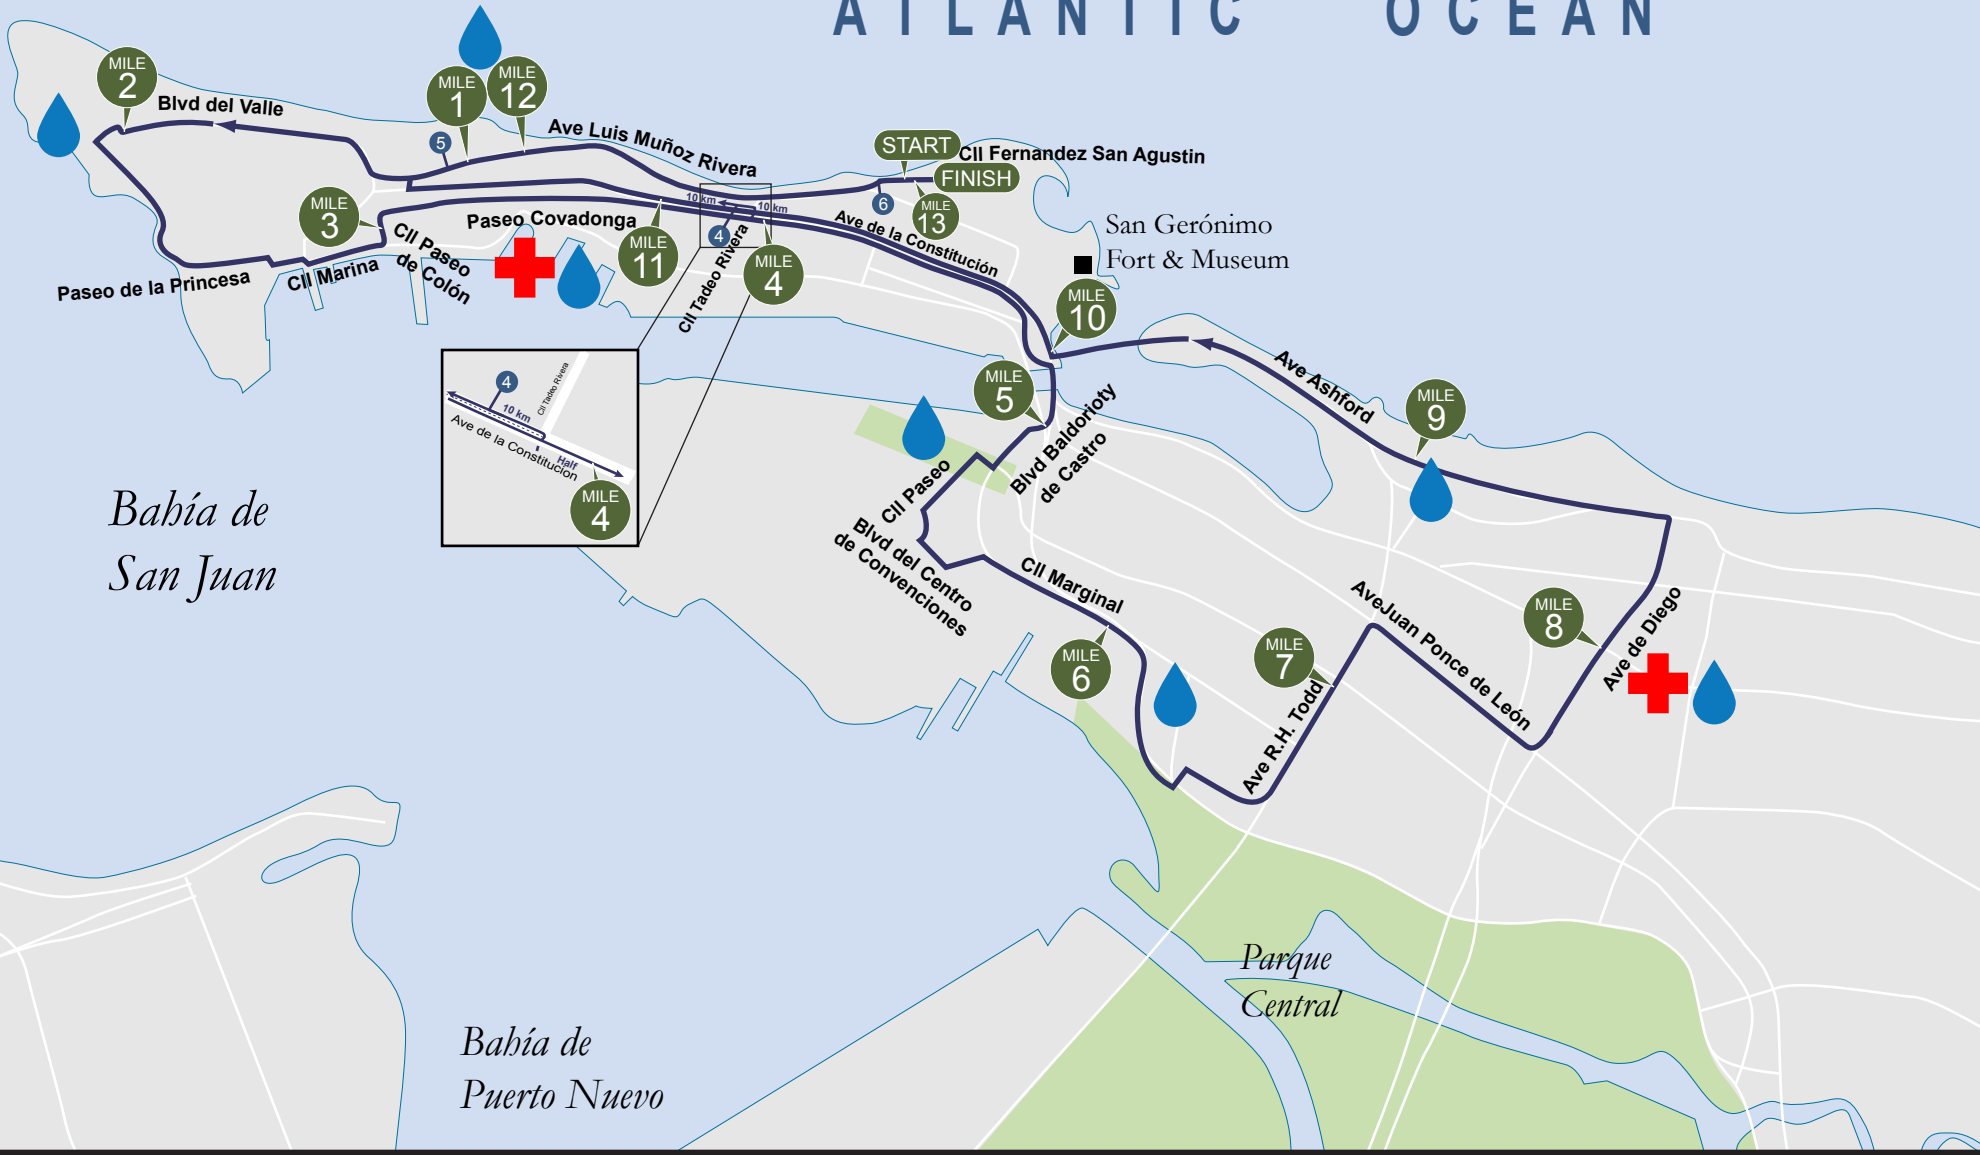 ATLANTIC OCEAN
MILE
2
Blvd del Valle
MILE
1
MILE
12
5
Ave Luis Muñoz Rivera
START
Cll Fernandez San Agustin
FINISH
6
MILE
13
MILE
3
Cll Paseo
de Colón
Paseo Covadonga
10 km
10 km
4
MILE
11
Cll Tadeo Rivera
MILE
4
Ave de la Constitución
San Gerónimo
Fort & Museum
MILE
10
Paseo de la Princesa
Cll Marina
4
10 km
Cll Tadeo Rivera
Ave de la Constitucion
Half
MILE
4
MILE
5
Blvd Baldorioty
de Castro
Ave Ashford
MILE
9
Cll Paseo
Blvd del Centro
de Convenciones
Cll Marginal
MILE
6
MILE
7
Ave R.H. Todd
AveJuan Ponce de León
MILE
8
Ave de Diego
Bahía de
San Juan
Parque
Central
Bahía de
Puerto Nuevo